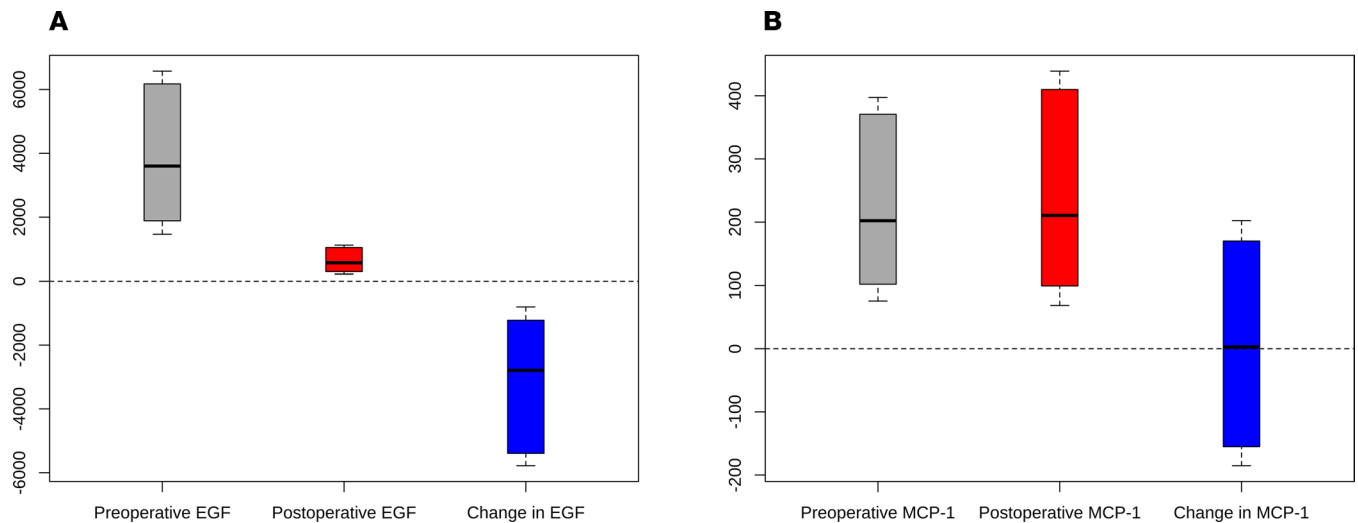 A
6000
4000
2000
0
-2000
-4000
-6000
Preoperative EGF
Postoperative EGF
Change in EGF
B
400
300
200
100
0
-100
-200
Preoperative MCP-1
Postoperative MCP-1
Change in MCP-1